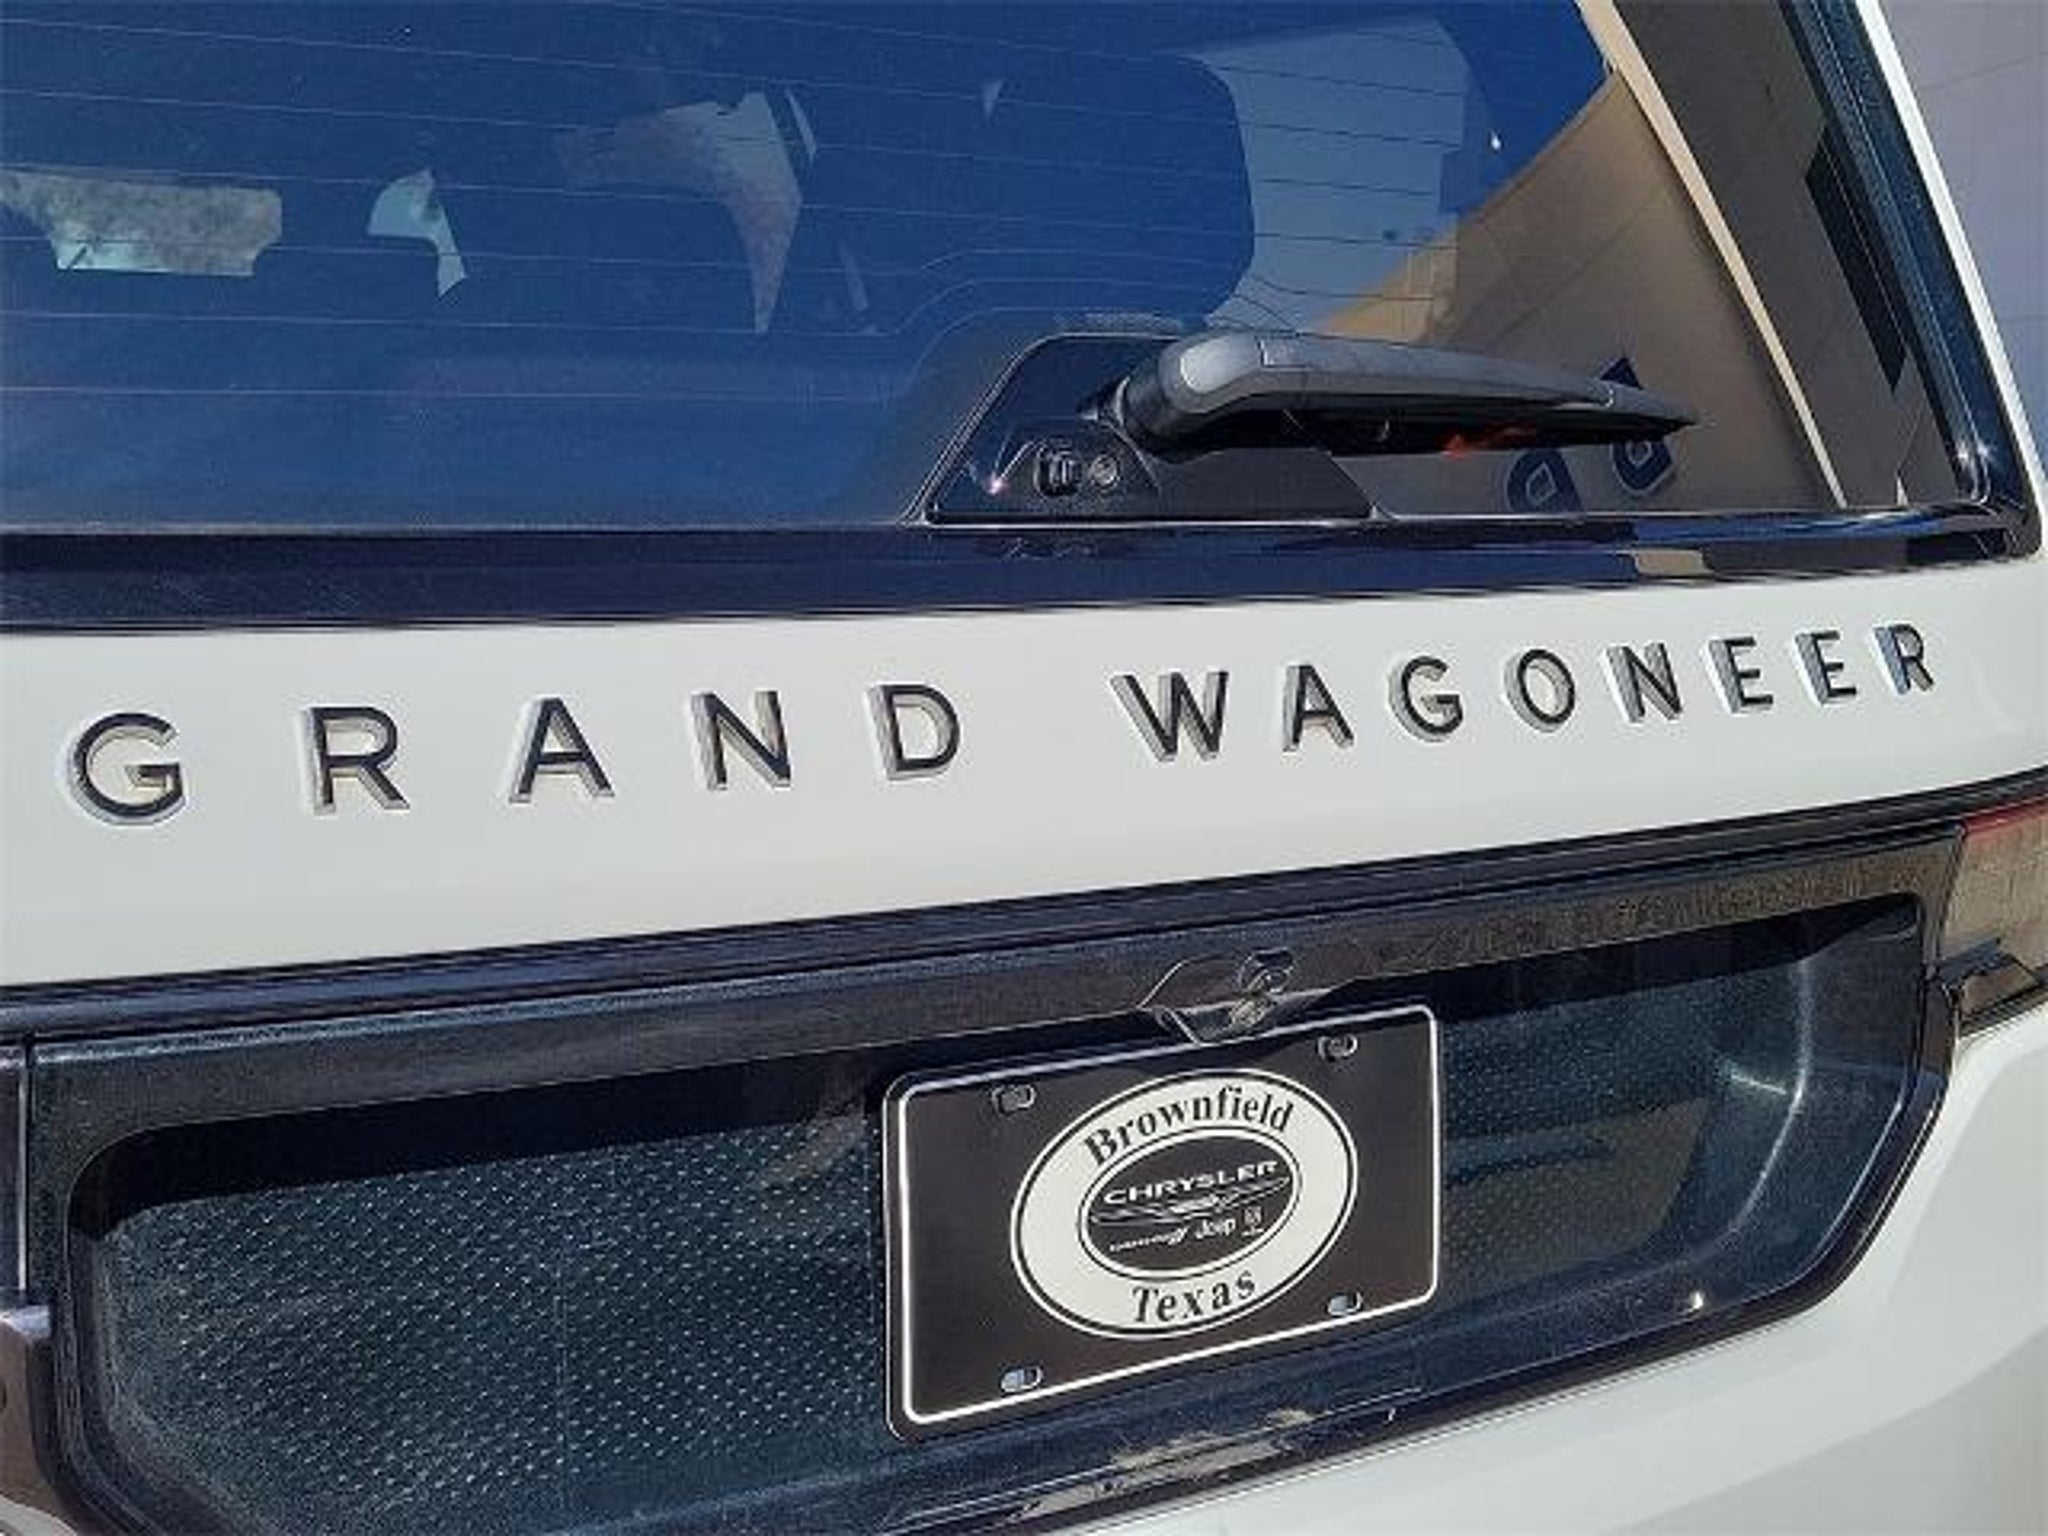 GRAND WAGONEER
Brownfield
CHRYSLER
Jeep
Texas